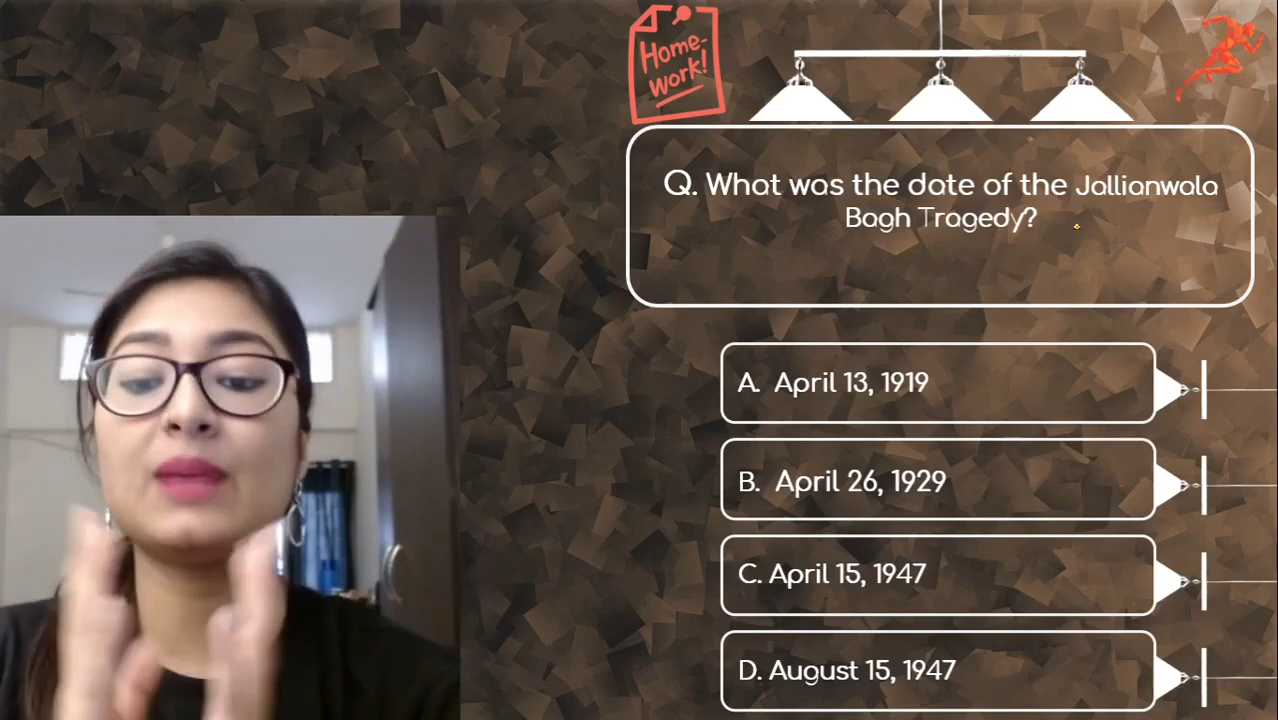 Home-
work!
Q. What was the date of the Jallianwala
Bagh Tragedy?
A. April 13, 1919
B. April 26, 1929
C. April 15, 1947
D. August 15, 1947